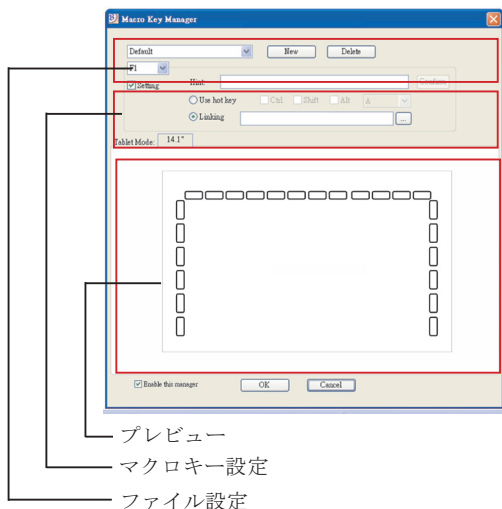 Macro Key Manager
Default New Delete
F1
Setting Hint: Confirm
Use hot key Ctrl Shift Alt A
Linking ...
Tablet Mode: 14.1"
Enable this manager OK Cancel
プレビュー
マクロキー設定
ファイル設定